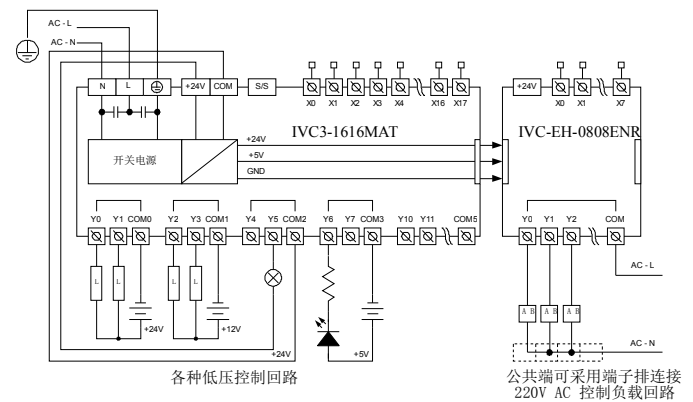 AC - L
AC - N
N L +24V COM S/S X0 X1 X2 X3 X4 X16 X17 +24V X0 X1 X7
IVC3-1616MAT IVC-EH-0808ENR
开关电源
+24V
+5V
GND
Y0 Y1 COM0 Y2 Y3 COM1 Y4 Y5 COM2 Y6 Y7 COM3 Y10 Y11 COM5 Y0 Y1 Y2 COM
AC - L
L L L L
A B A B A B
+24V +12V
AC - N
+24V +5V
各种低压控制回路
公共端可采用端子排连接
220V AC 控制负载回路